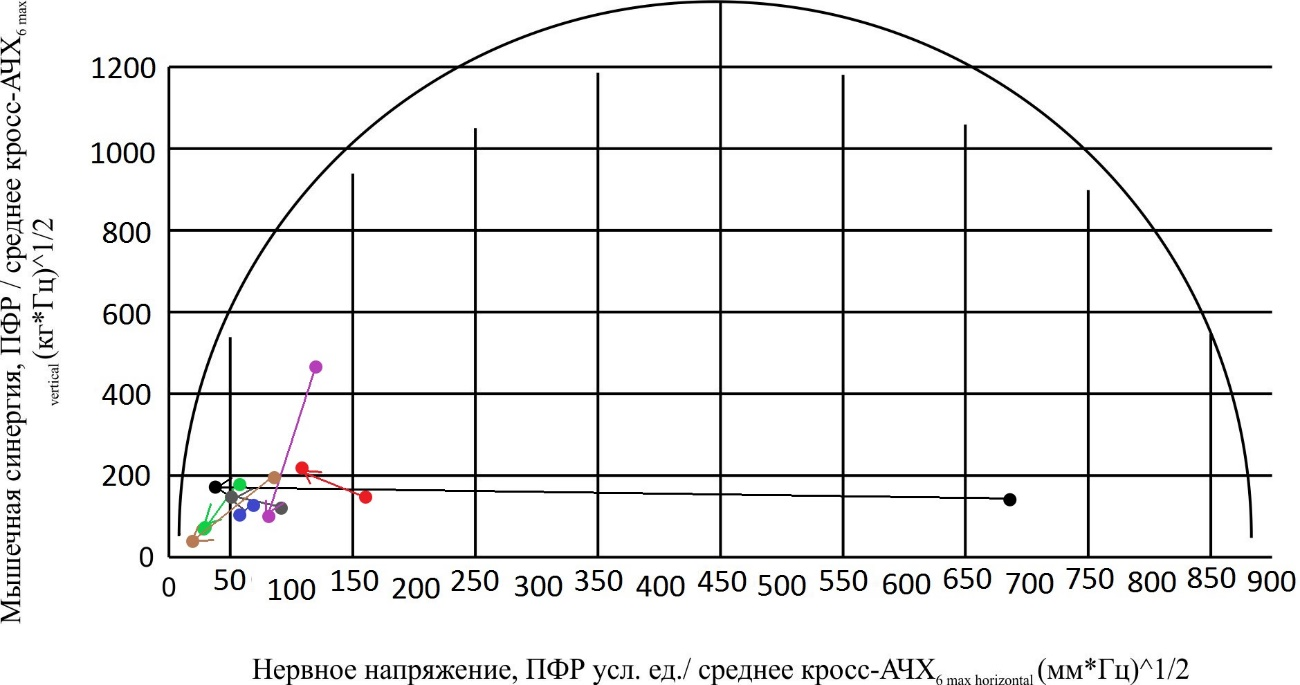 Мышечная синергия, ПФР / среднее кросс-АЧХ6 max
vertical (кг*Гц)^1/2
1200
1000
800
600
400
200
0
0 50 100 150 200 250 300 350 400 450 500 550 600 650 700 750 800 850 900
Нервное напряжение, ПФР усл. ед./ среднее кросс-АЧХ6 max horizontal (мм*Гц)^1/2